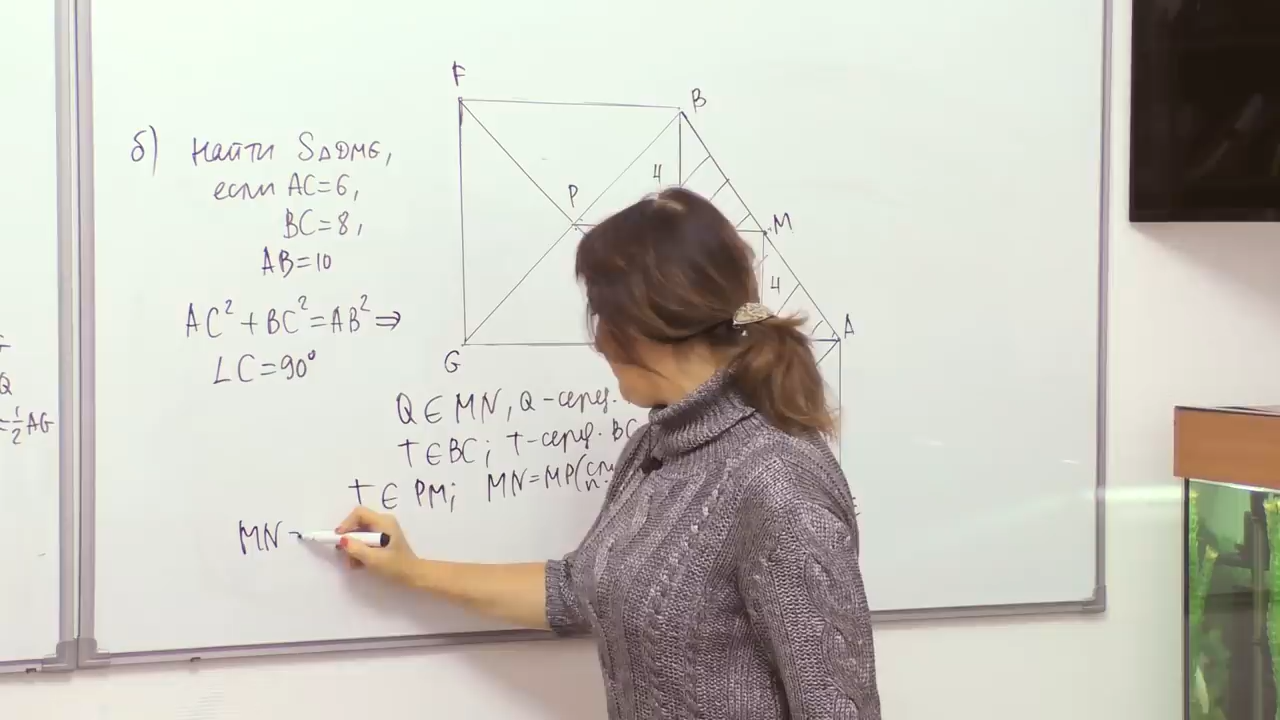 б) Найти S△DMG,
если AC=6,
BC=8,
AB=10
AC²+BC²=AB² ⇒
∠C=90°
F
B
4
P
M
4
A
G
Q ∈ MN, Q - серед.
T ∈ BC; T - серед. BC
T ∈ PM; MN=MP(
MN =
Q
=½AG